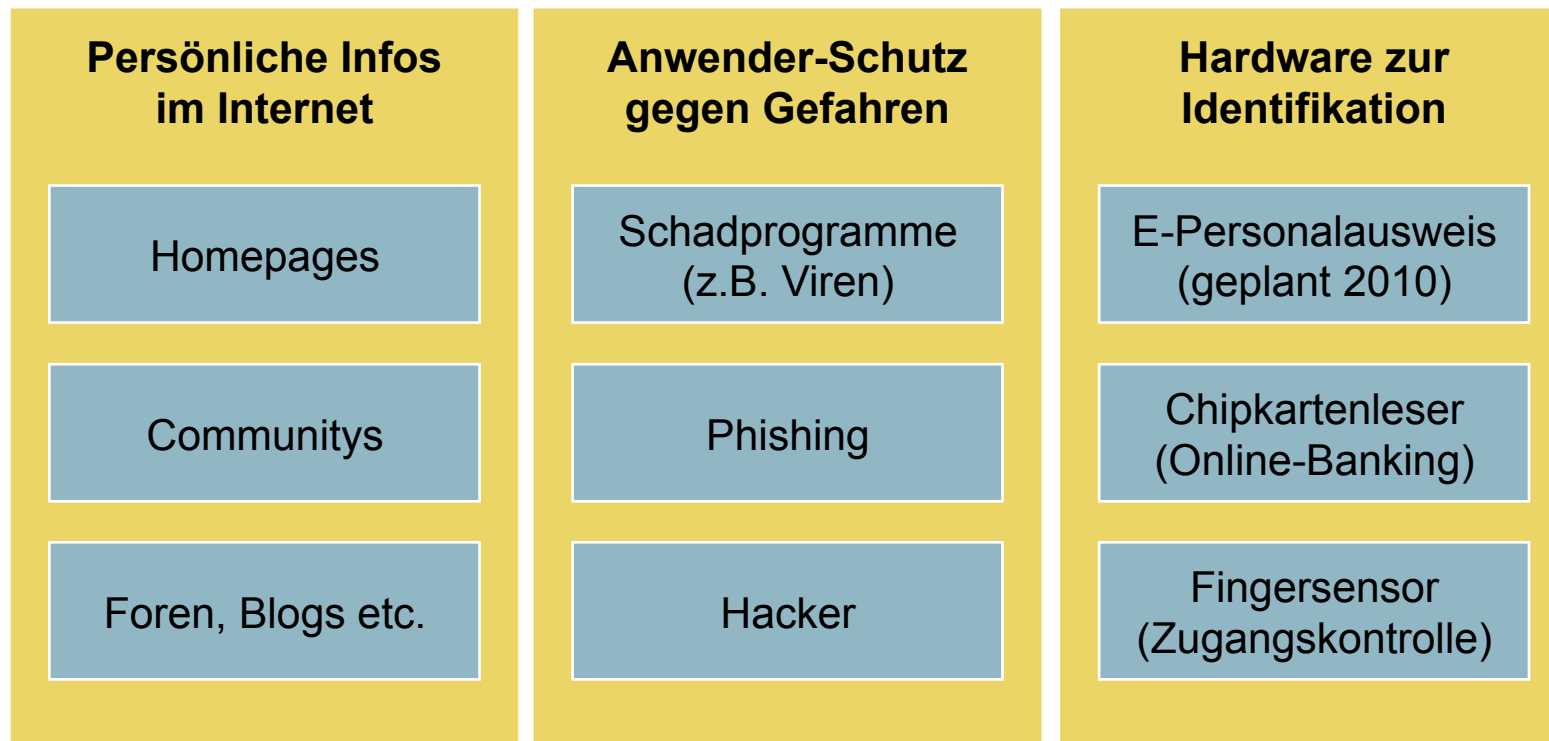 Persönliche Infos
im Internet
Homepages
Communitys
Foren, Blogs etc.
Anwender-Schutz
gegen Gefahren
Schadprogramme
(z.B. Viren)
Phishing
Hacker
Hardware zur
Identifikation
E-Personalausweis
(geplant 2010)
Chipkartenleser
(Online-Banking)
Fingersensor
(Zugangskontrolle)